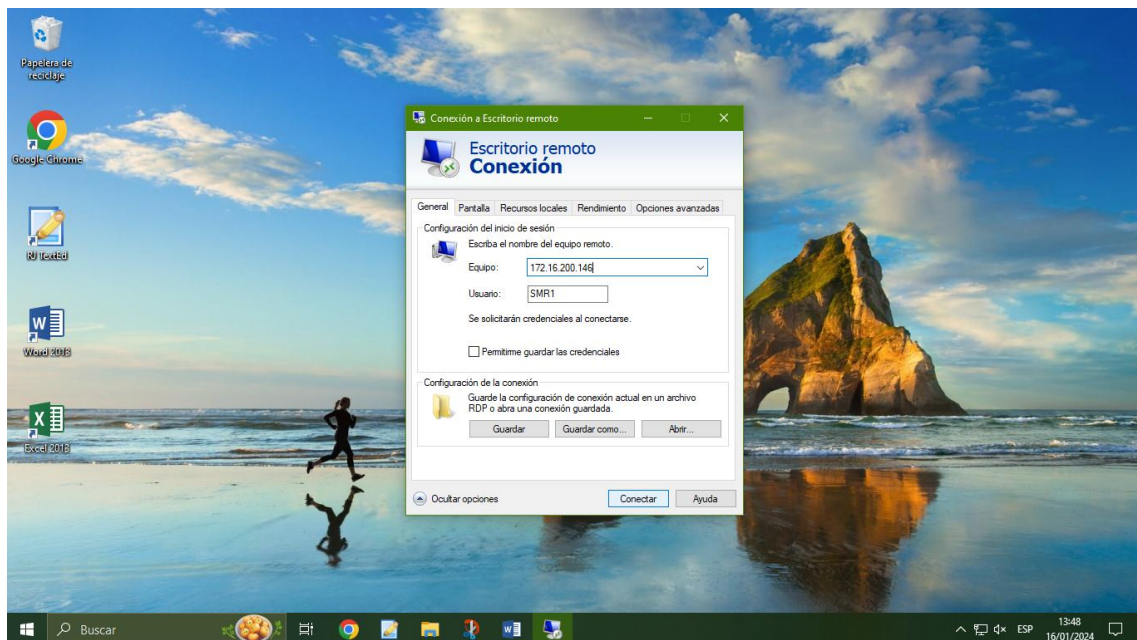 Papelera de
reciclaje
Google Chrome
RJ TextEd
Word 2013
Excel 2013
Conexión a Escritorio remoto
Escritorio remoto
Conexión
General Pantalla Recursos locales Rendimiento Opciones avanzadas
Configuración del inicio de sesión
Escriba el nombre del equipo remoto.
Equipo: 172.16.200.146
Usuario: SMR1
Se solicitarán credenciales al conectarse.
Permitirme guardar las credenciales
Configuración de la conexión
Guarde la configuración de conexión actual en un archivo
RDP o abra una conexión guardada.
Guardar Guardar como... Abrir...
Ocultar opciones Conectar Ayuda
Buscar
ESP
13:48
16/01/2024